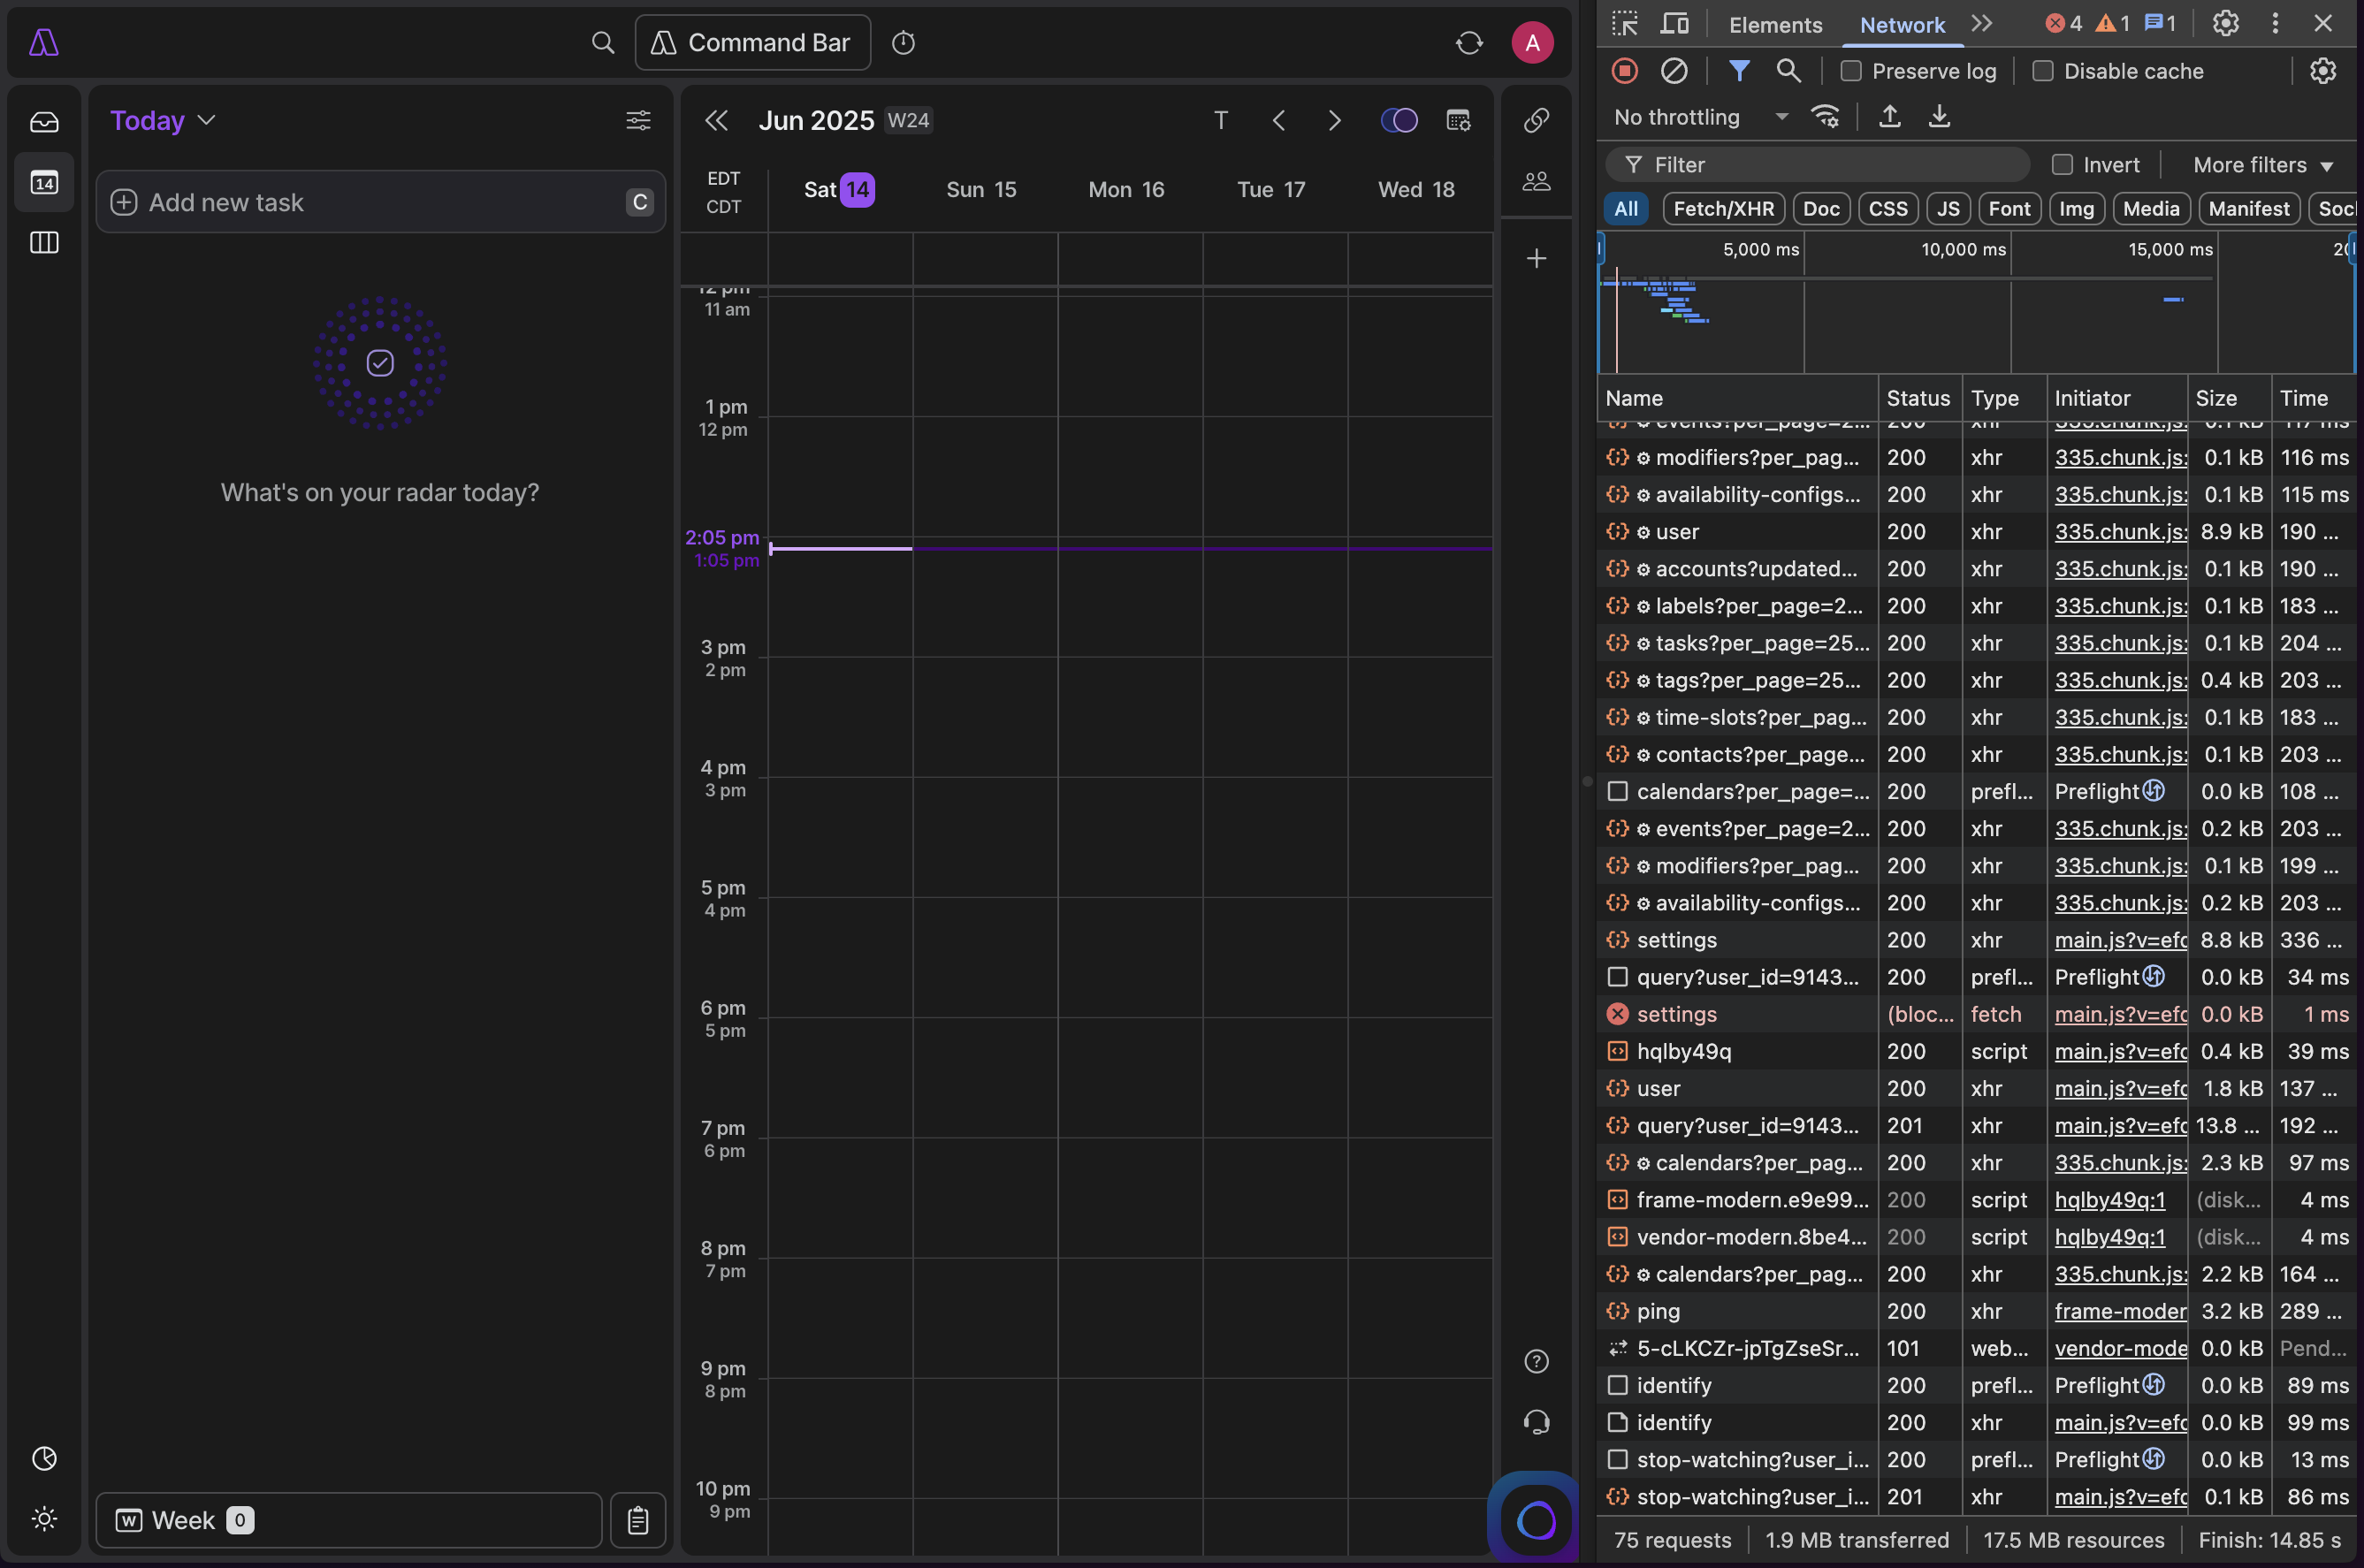 Command Bar
A
Today
Add new task
C
What's on your radar today?
Week 0
14
W
Jun 2025 W24
T
EDT
CDT
Sat 14
Sun 15
Mon 16
Tue 17
Wed 18
12 pm
11 am
1 pm
12 pm
2:05 pm
1:05 pm
3 pm
2 pm
4 pm
3 pm
5 pm
4 pm
6 pm
5 pm
7 pm
6 pm
8 pm
7 pm
9 pm
8 pm
10 pm
9 pm
Elements Network 4 1 1
Preserve log Disable cache
No throttling
Filter Invert More filters
All Fetch/XHR Doc CSS JS Font Img Media Manifest Soc
5,000 ms 10,000 ms 15,000 ms 20
Name Status Type Initiator Size Time
events?per_page=2... 200 xhr 335.chunk.js: 0.1 kB 117 ms
modifiers?per_pag... 200 xhr 335.chunk.js: 0.1 kB 116 ms
availability-configs... 200 xhr 335.chunk.js: 0.1 kB 115 ms
user 200 xhr 335.chunk.js: 8.9 kB 190 ...
accounts?updated... 200 xhr 335.chunk.js: 0.1 kB 190 ...
labels?per_page=2... 200 xhr 335.chunk.js: 0.1 kB 183 ...
tasks?per_page=25... 200 xhr 335.chunk.js: 0.1 kB 204 ...
tags?per_page=25... 200 xhr 335.chunk.js: 0.4 kB 203 ...
time-slots?per_pag... 200 xhr 335.chunk.js: 0.1 kB 183 ...
contacts?per_page... 200 xhr 335.chunk.js: 0.1 kB 203 ...
calendars?per_page=... 200 prefl... Preflight 0.0 kB 108 ...
events?per_page=2... 200 xhr 335.chunk.js: 0.2 kB 203 ...
modifiers?per_pag... 200 xhr 335.chunk.js: 0.1 kB 199 ...
availability-configs... 200 xhr 335.chunk.js: 0.2 kB 203 ...
settings 200 xhr main.js?v=efc 8.8 kB 336 ...
query?user_id=9143... 200 prefl... Preflight 0.0 kB 34 ms
settings (bloc... fetch main.js?v=efc 0.0 kB 1 ms
hqlby49q 200 script main.js?v=efc 0.4 kB 39 ms
user 200 xhr main.js?v=efc 1.8 kB 137 ...
query?user_id=9143... 201 xhr main.js?v=efc 13.8 ... 192 ...
calendars?per_pag... 200 xhr 335.chunk.js: 2.3 kB 97 ms
frame-modern.e9e99... 200 script hqlby49q:1 (disk... 4 ms
vendor-modern.8be4... 200 script hqlby49q:1 (disk... 4 ms
calendars?per_pag... 200 xhr 335.chunk.js: 2.2 kB 164 ...
ping 200 xhr frame-moder 3.2 kB 289 ...
5-cLKCZr-jpTgZseSr... 101 web... vendor-mode 0.0 kB Pend...
identify 200 prefl... Preflight 0.0 kB 89 ms
identify 200 xhr main.js?v=efc 0.0 kB 99 ms
stop-watching?user_i... 200 prefl... Preflight 0.0 kB 13 ms
stop-watching?user_i... 201 xhr main.js?v=efc 0.1 kB 86 ms
75 requests 1.9 MB transferred 17.5 MB resources Finish: 14.85 s